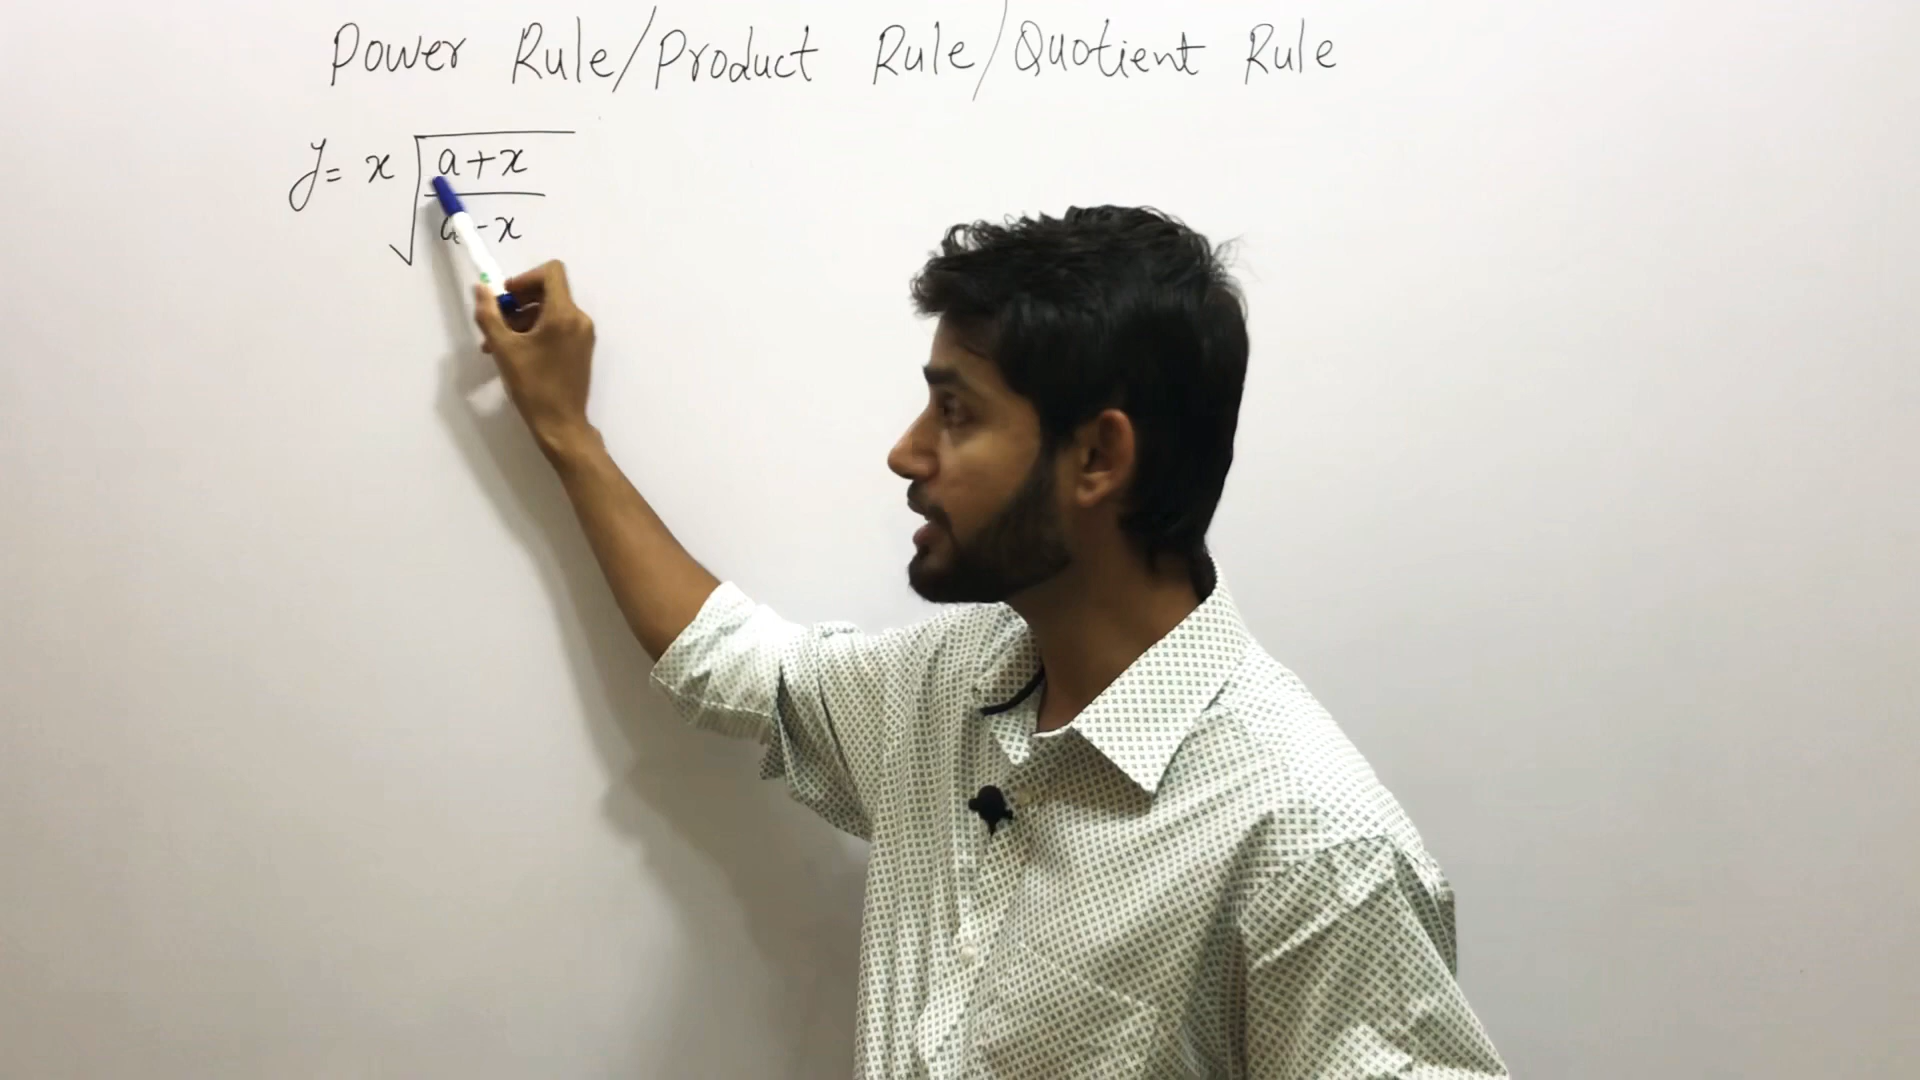 Power Rule/Product Rule/Quotient Rule
y = x √
a+x
a-x